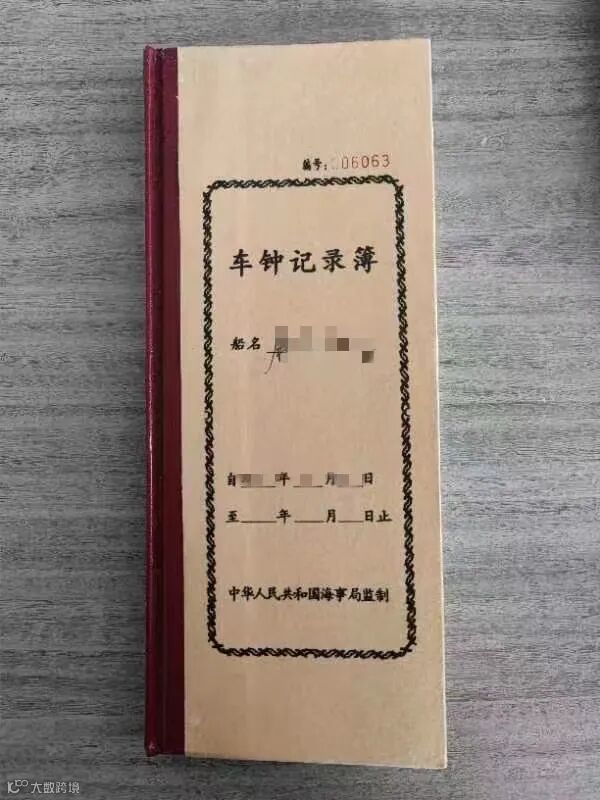 编号:006063
车钟记录簿
船名
自 年 月 日
至 年 月 日止
中华人民共和国海事局监制
大数跨境